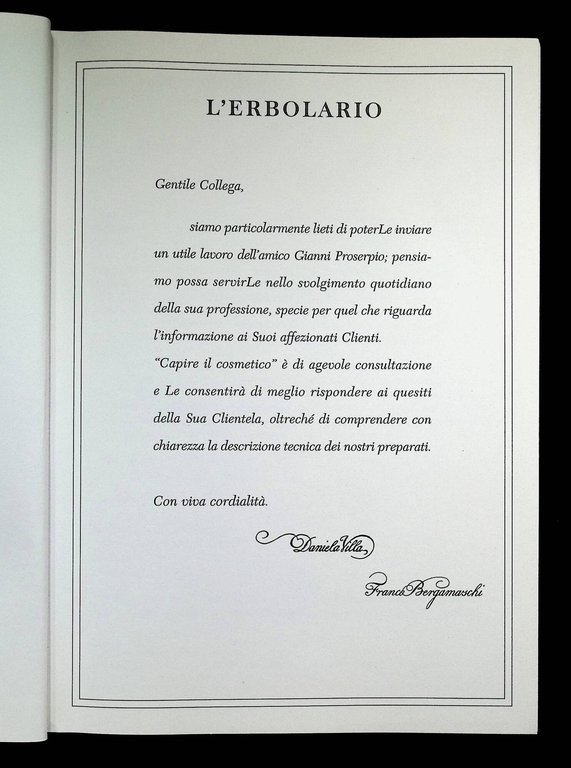 L'ERBOLARIO
Gentile Collega,
siamo particolarmente lieti di poterLe inviare
un utile lavoro dell'amico Gianni Proserpio; pensia-
mo possa servirLe nello svolgimento quotidiano
della sua professione, specie per quel che riguarda
l'informazione ai Suoi affezionati Clienti.
"Capire il cosmetico" è di agevole consultazione
e Le consentirà di meglio rispondere ai quesiti
della Sua Clientela, oltreché di comprendere con
chiarezza la descrizione tecnica dei nostri preparati.
Con viva cordialità.
Daniela Villa
Franco Bergamaschi